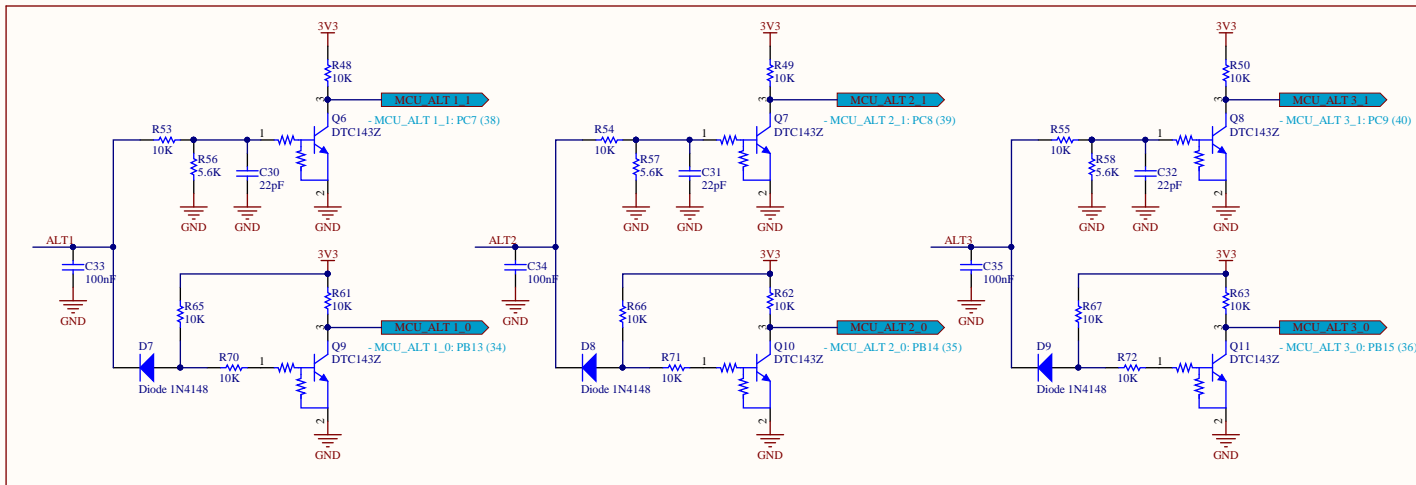 3V3
R48
10K
3
MCU_ALT 1_1
- MCU_ALT 1_1: PC7 (38)
Q6
DTC143Z
R53
10K
1
R56
5.6K
C30
22pF
2
GND
GND
GND
ALT1
C33
100nF
GND
3V3
R65
10K
R61
10K
3
MCU_ALT 1_0
- MCU_ALT 1_0: PB13 (34)
Q9
DTC143Z
D7
Diode 1N4148
R70
10K
1
2
GND
3V3
R49
10K
3
MCU_ALT 2_1
- MCU_ALT 2_1: PC8 (39)
Q7
DTC143Z
R54
10K
1
R57
5.6K
C31
22pF
2
GND
GND
GND
ALT2
C34
100nF
GND
3V3
R66
10K
R62
10K
3
MCU_ALT 2_0
- MCU_ALT 2_0: PB14 (35)
Q10
DTC143Z
D8
Diode 1N4148
R71
10K
1
2
GND
3V3
R50
10K
3
MCU_ALT 3_1
- MCU_ALT 3_1: PC9 (40)
Q8
DTC143Z
R55
10K
1
R58
5.6K
C32
22pF
2
GND
GND
GND
ALT3
C35
100nF
GND
3V3
R67
10K
R63
10K
3
MCU_ALT 3_0
- MCU_ALT 3_0: PB15 (36)
Q11
DTC143Z
D9
Diode 1N4148
R72
10K
1
2
GND